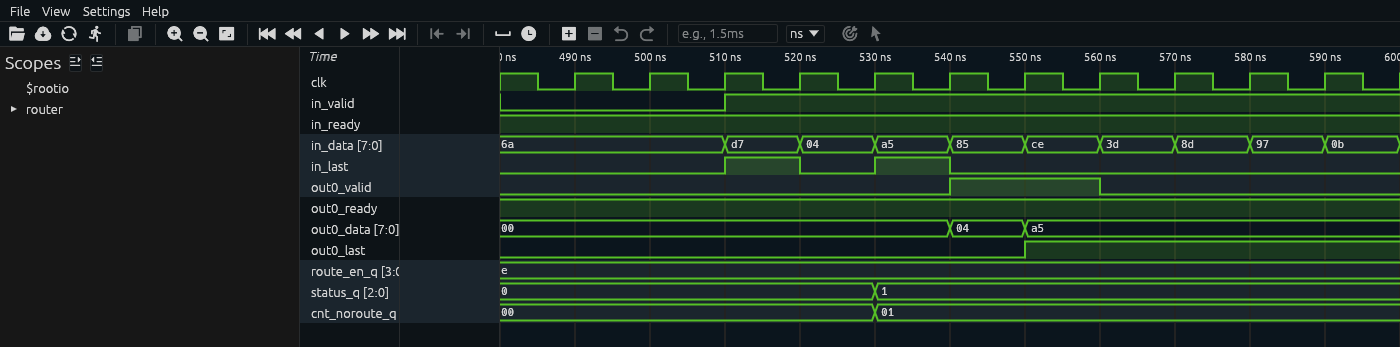 File View Settings Help
e.g., 1.5ms ns
Scopes
$rootio
router
Time
0 ns 490 ns 500 ns 510 ns 520 ns 530 ns 540 ns 550 ns 560 ns 570 ns 580 ns 590 ns 600
clk
in_valid
in_ready
in_data [7:0] 6a d7 04 a5 85 ce 3d 8d 97 0b
in_last
out0_valid
out0_ready
out0_data [7:0] 00 04 a5
out0_last
route_en_q [3:0 e
status_q [2:0] 0 1
cnt_noroute_q 00 01